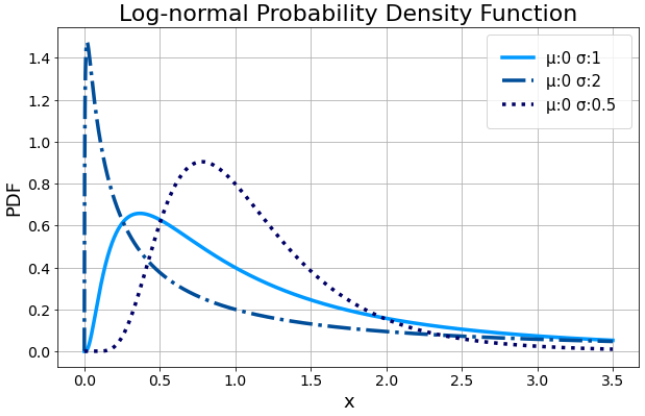 Log-normal Probability Density Function
μ:0 σ:1
μ:0 σ:2
μ:0 σ:0.5
PDF
1.4
1.2
1.0
0.8
0.6
0.4
0.2
0.0
0.0 0.5 1.0 1.5 2.0 2.5 3.0 3.5
x